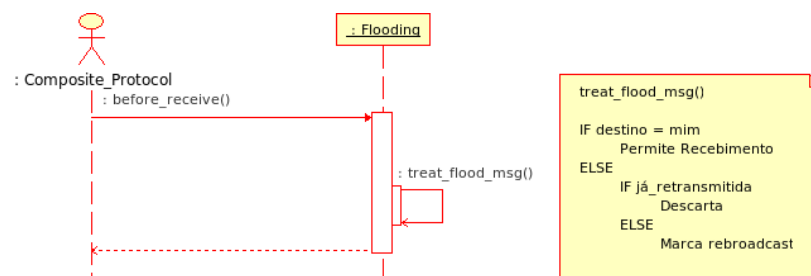 : Flooding
: Composite_Protocol
: before_receive()
: treat_flood_msg()
treat_flood_msg()
IF destino = mim
Permite Recebimento
ELSE
IF já_retransmitida
Descarta
ELSE
Marca rebroadcast